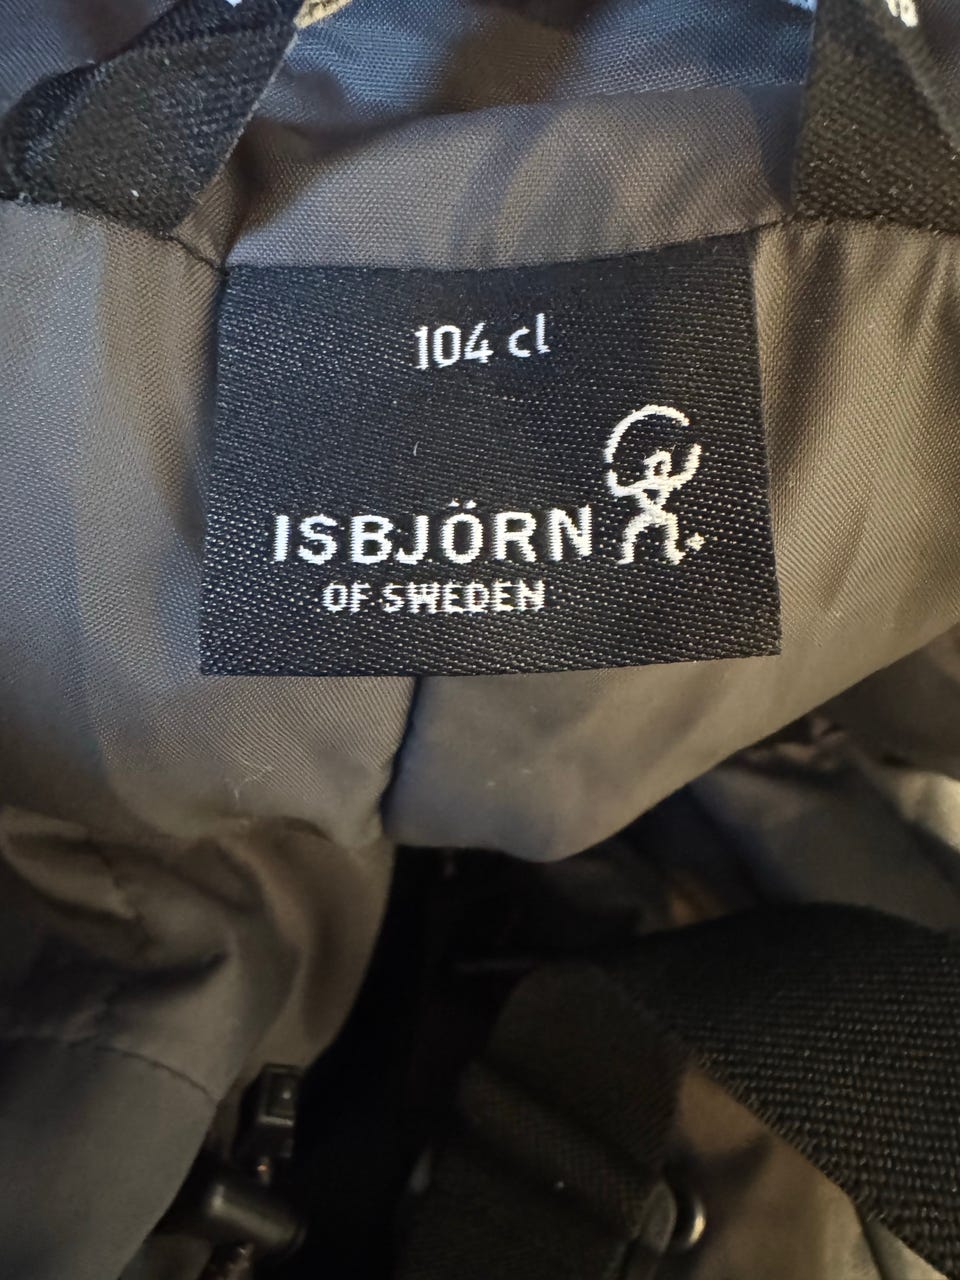 104 cl
ISBJÖRN
OF SWEDEN